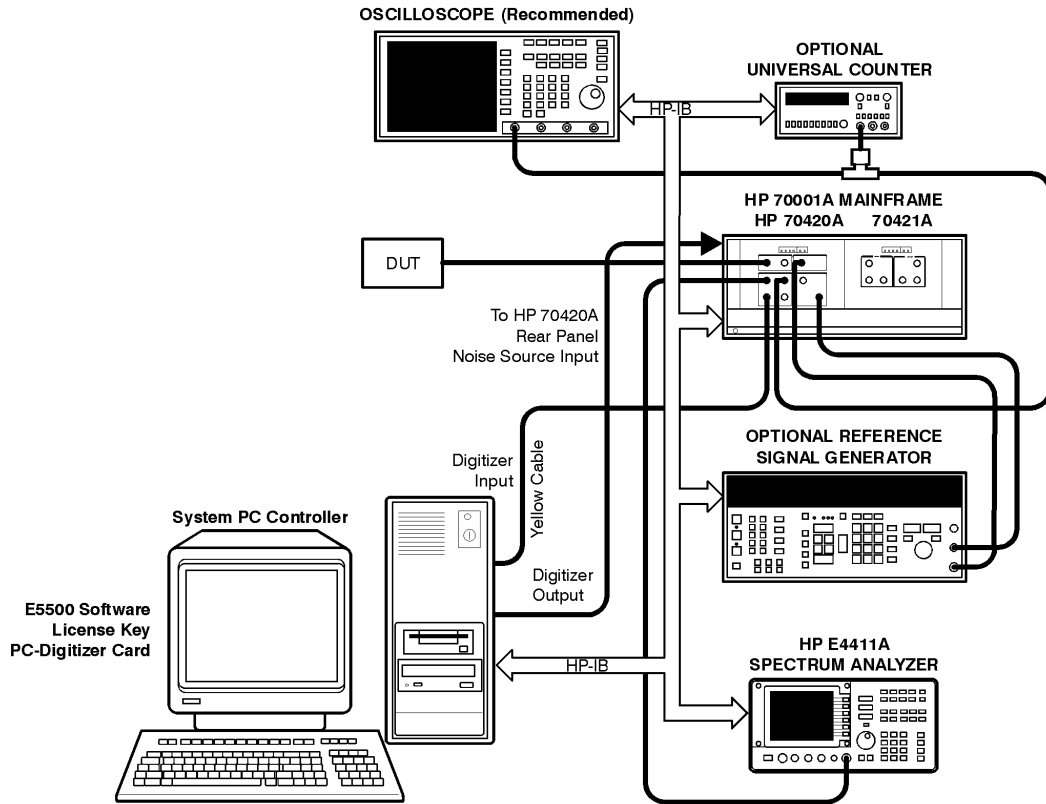 OSCILLOSCOPE (Recommended)
OPTIONAL
UNIVERSAL COUNTER
HP-IB
HP 70001A MAINFRAME
HP 70420A 70421A
DUT
To HP 70420A
Rear Panel
Noise Source Input
OPTIONAL REFERENCE
SIGNAL GENERATOR
Digitizer
Input
Yellow Cable
System PC Controller
Digitizer
Output
E5500 Software
License Key
PC-Digitizer Card
HP-IB
HP E4411A
SPECTRUM ANALYZER